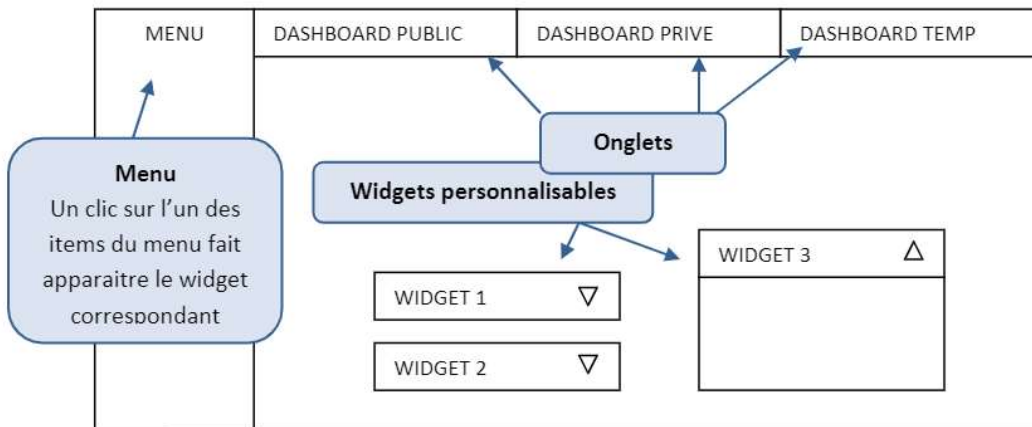 MENU
DASHBOARD PUBLIC
DASHBOARD PRIVE
DASHBOARD TEMP
Onglets
Widgets personnalisables
Menu
Un clic sur l’un des
items du menu fait
apparaitre le widget
correspondant
WIDGET 1
WIDGET 2
WIDGET 3